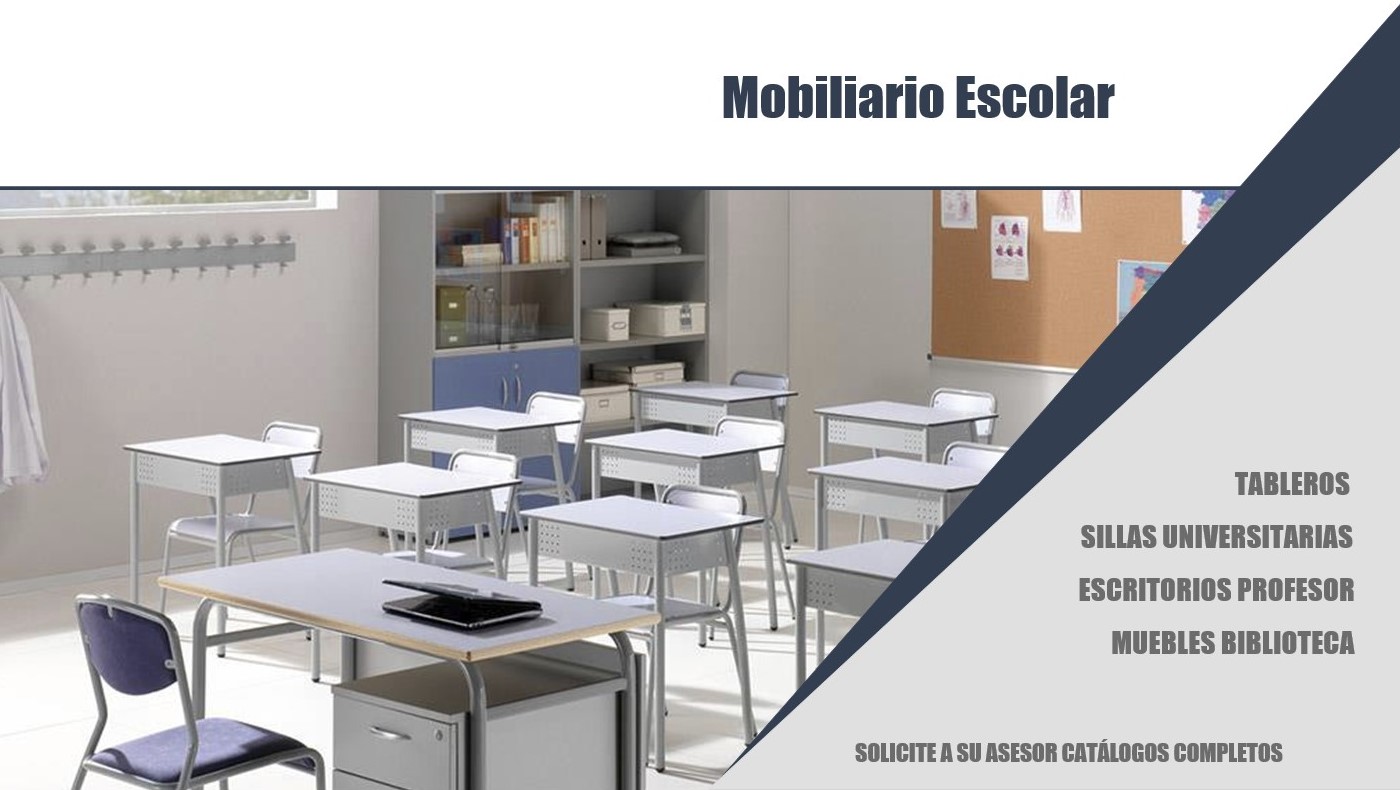 Mobiliario Escolar
TABLEROS
SILLAS UNIVERSITARIAS
ESCRITORIOS PROFESOR
MUEBLES BIBLIOTECA
SOLICITE A SU ASESOR CATÁLOGOS COMPLETOS